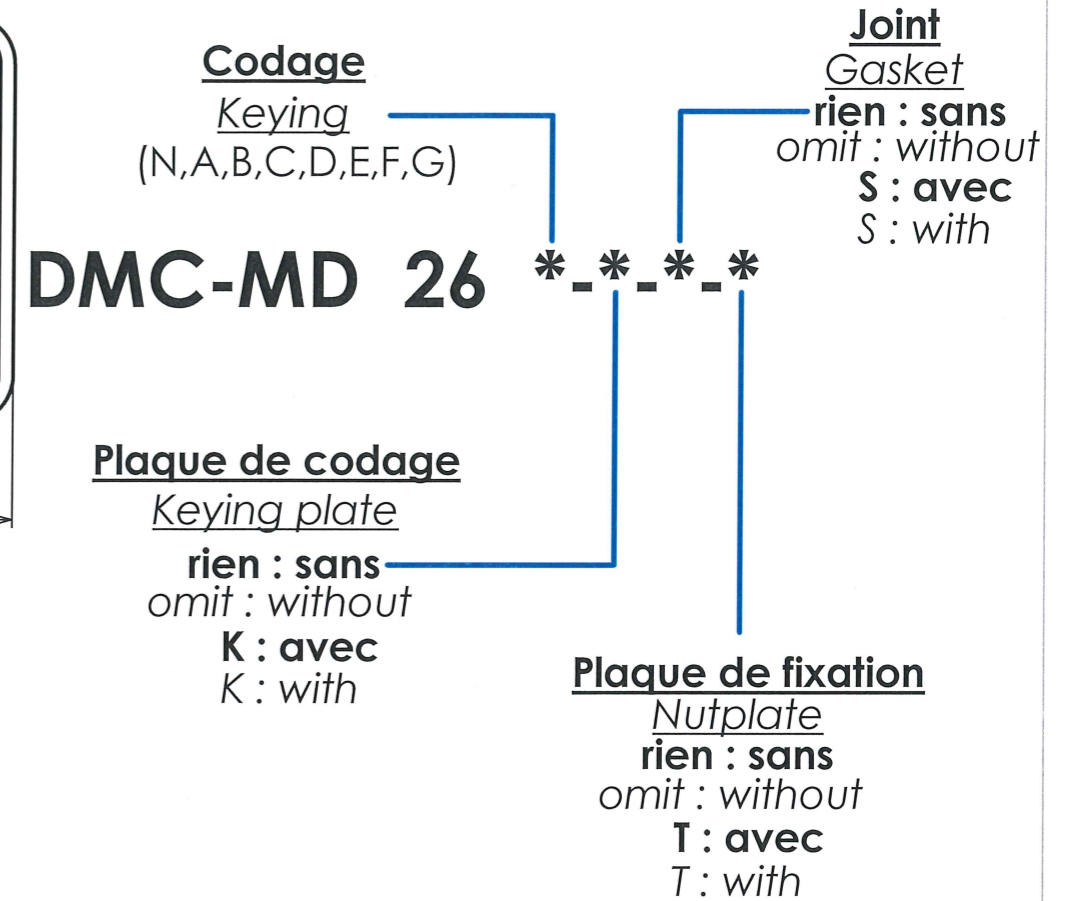 Codage
Keying
(N,A,B,C,D,E,F,G)
Joint
Gasket
rien : sans
omit : without
S : avec
S : with
DMC-MD 26 *-*-*-*
Plaque de codage
Keying plate
rien : sans
omit : without
K : avec
K : with
Plaque de fixation
Nutplate
rien : sans
omit : without
T : avec
T : with